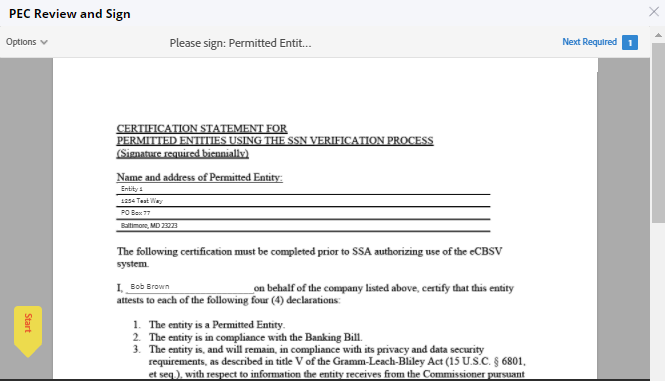 PEC Review and Sign
Options
Please sign: Permitted Entit...
Next Required 1
CERTIFICATION STATEMENT FOR
PERMITTED ENTITIES USING THE SSN VERIFICATION PROCESS
(Signature required biennially)
Name and address of Permitted Entity:
Entity 1
1234 Test Way
PO Box 77
Baltimore, MD 23223
The following certification must be completed prior to SSA authorizing use of the eCBSV
system.
I, Bob Brown on behalf of the company listed above, certify that this entity
attests to each of the following four (4) declarations:
1. The entity is a Permitted Entity.
2. The entity is in compliance with the Banking Bill.
3. The entity is, and will remain, in compliance with its privacy and data security
requirements, as described in title V of the Gramm-Leach-Bliley Act (15 U.S.C. § 6801,
et seq.), with respect to information the entity receives from the Commissioner pursuant
Start